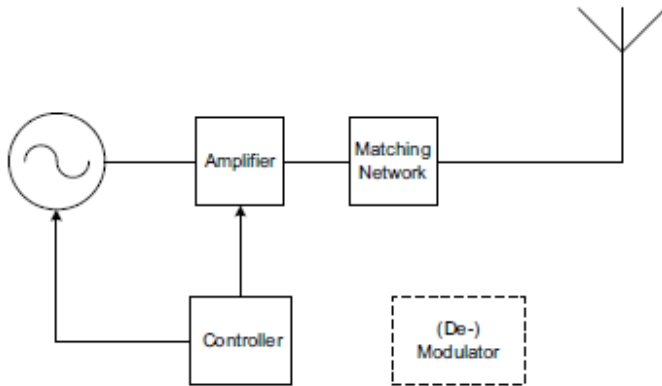 Amplifier
Matching
Network
Controller
(De-)
Modulator